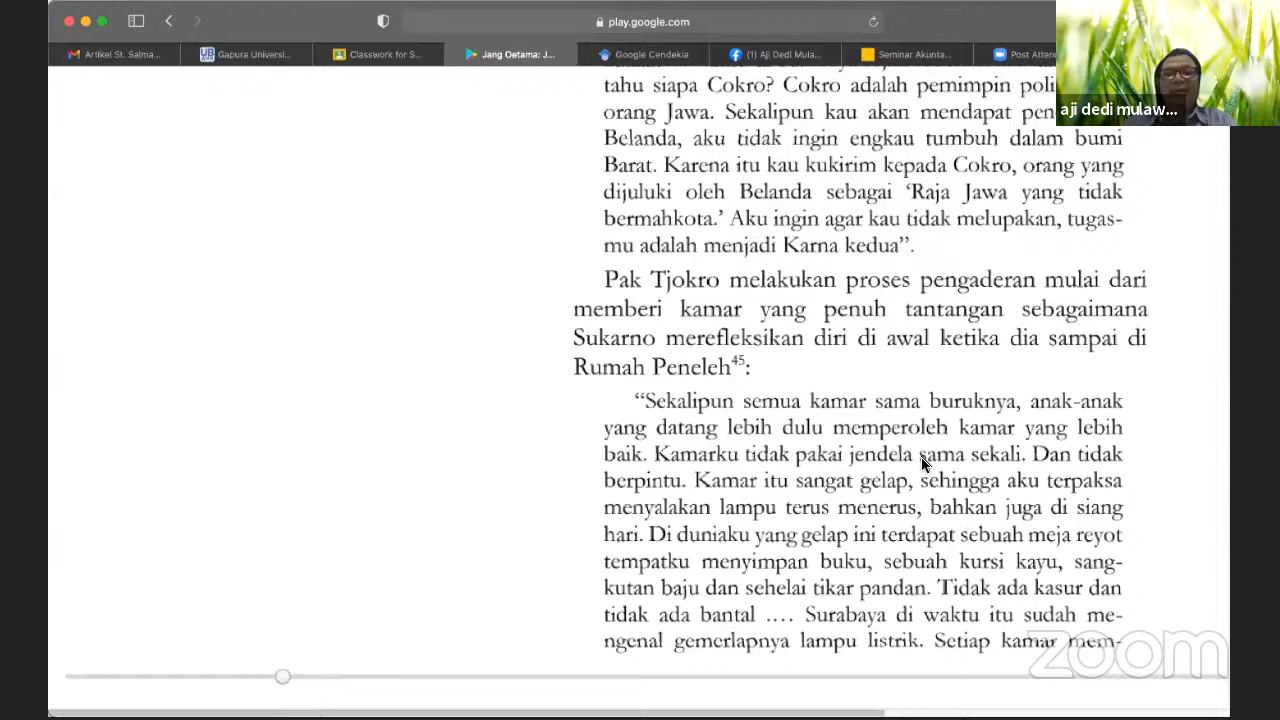 play.google.com
Artikel St. Salma...
UB
Gapura Universi...
Classwork for S...
Jang Oetama: J...
Google Cendekia
(1) Aji Dedi Mula...
Seminar Akunta...
Post Atten
aji dedi mulaw...
tahu siapa Cokro? Cokro adalah pemimpin poli
orang Jawa. Sekalipun kau akan mendapat pen
Belanda, aku tidak ingin engkau tumbuh dalam bumi
Barat. Karena itu kau kukirim kepada Cokro, orang yang
dijuluki oleh Belanda sebagai ‘Raja Jawa yang tidak
bermahkota.’ Aku ingin agar kau tidak melupakan, tugas-
mu adalah menjadi Karna kedua”.
Pak Tjokro melakukan proses pengaderan mulai dari
memberi kamar yang penuh tantangan sebagaimana
Sukarno merefleksikan diri di awal ketika dia sampai di
Rumah Peneleh45:
“Sekalipun semua kamar sama buruknya, anak-anak
yang datang lebih dulu memperoleh kamar yang lebih
baik. Kamarku tidak pakai jendela sama sekali. Dan tidak
berpintu. Kamar itu sangat gelap, sehingga aku terpaksa
menyalakan lampu terus menerus, bahkan juga di siang
hari. Di duniaku yang gelap ini terdapat sebuah meja reyot
tempatku menyimpan buku, sebuah kursi kayu, sang-
kutan baju dan sehelai tikar pandan. Tidak ada kasur dan
tidak ada bantal .... Surabaya di waktu itu sudah me-
ngenal gemerlapnya lampu listrik. Setiap kamar mem-
zoom